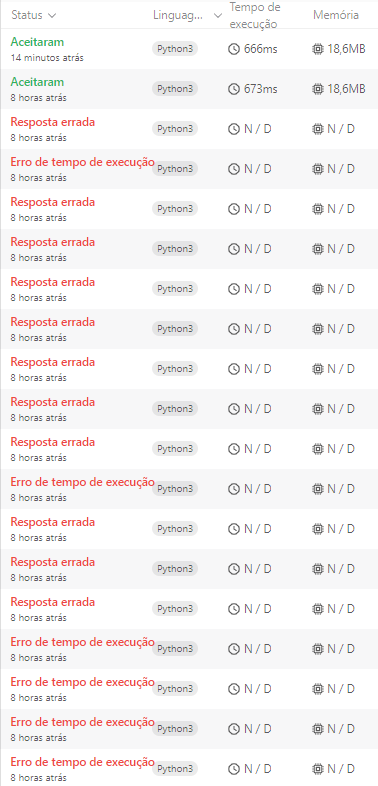 Status Linguag... Tempo de execução Memória
Aceitaram Python3 666ms 18,6MB
14 minutos atrás
Aceitaram Python3 673ms 18,6MB
8 horas atrás
Resposta errada Python3 N / D N / D
8 horas atrás
Erro de tempo de execução Python3 N / D N / D
8 horas atrás
Resposta errada Python3 N / D N / D
8 horas atrás
Resposta errada Python3 N / D N / D
8 horas atrás
Resposta errada Python3 N / D N / D
8 horas atrás
Resposta errada Python3 N / D N / D
8 horas atrás
Resposta errada Python3 N / D N / D
8 horas atrás
Resposta errada Python3 N / D N / D
8 horas atrás
Resposta errada Python3 N / D N / D
8 horas atrás
Erro de tempo de execução Python3 N / D N / D
8 horas atrás
Resposta errada Python3 N / D N / D
8 horas atrás
Resposta errada Python3 N / D N / D
8 horas atrás
Resposta errada Python3 N / D N / D
8 horas atrás
Erro de tempo de execução Python3 N / D N / D
8 horas atrás
Erro de tempo de execução Python3 N / D N / D
8 horas atrás
Erro de tempo de execução Python3 N / D N / D
8 horas atrás
Erro de tempo de execução Python3 N / D N / D
8 horas atrás